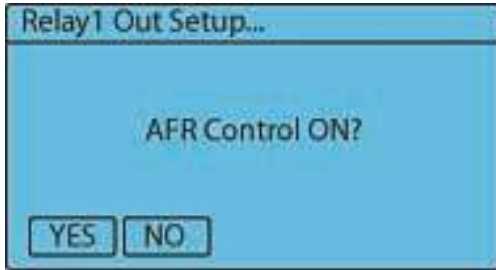 Relay1 Out Setup...
AFR Control ON?
YES NO